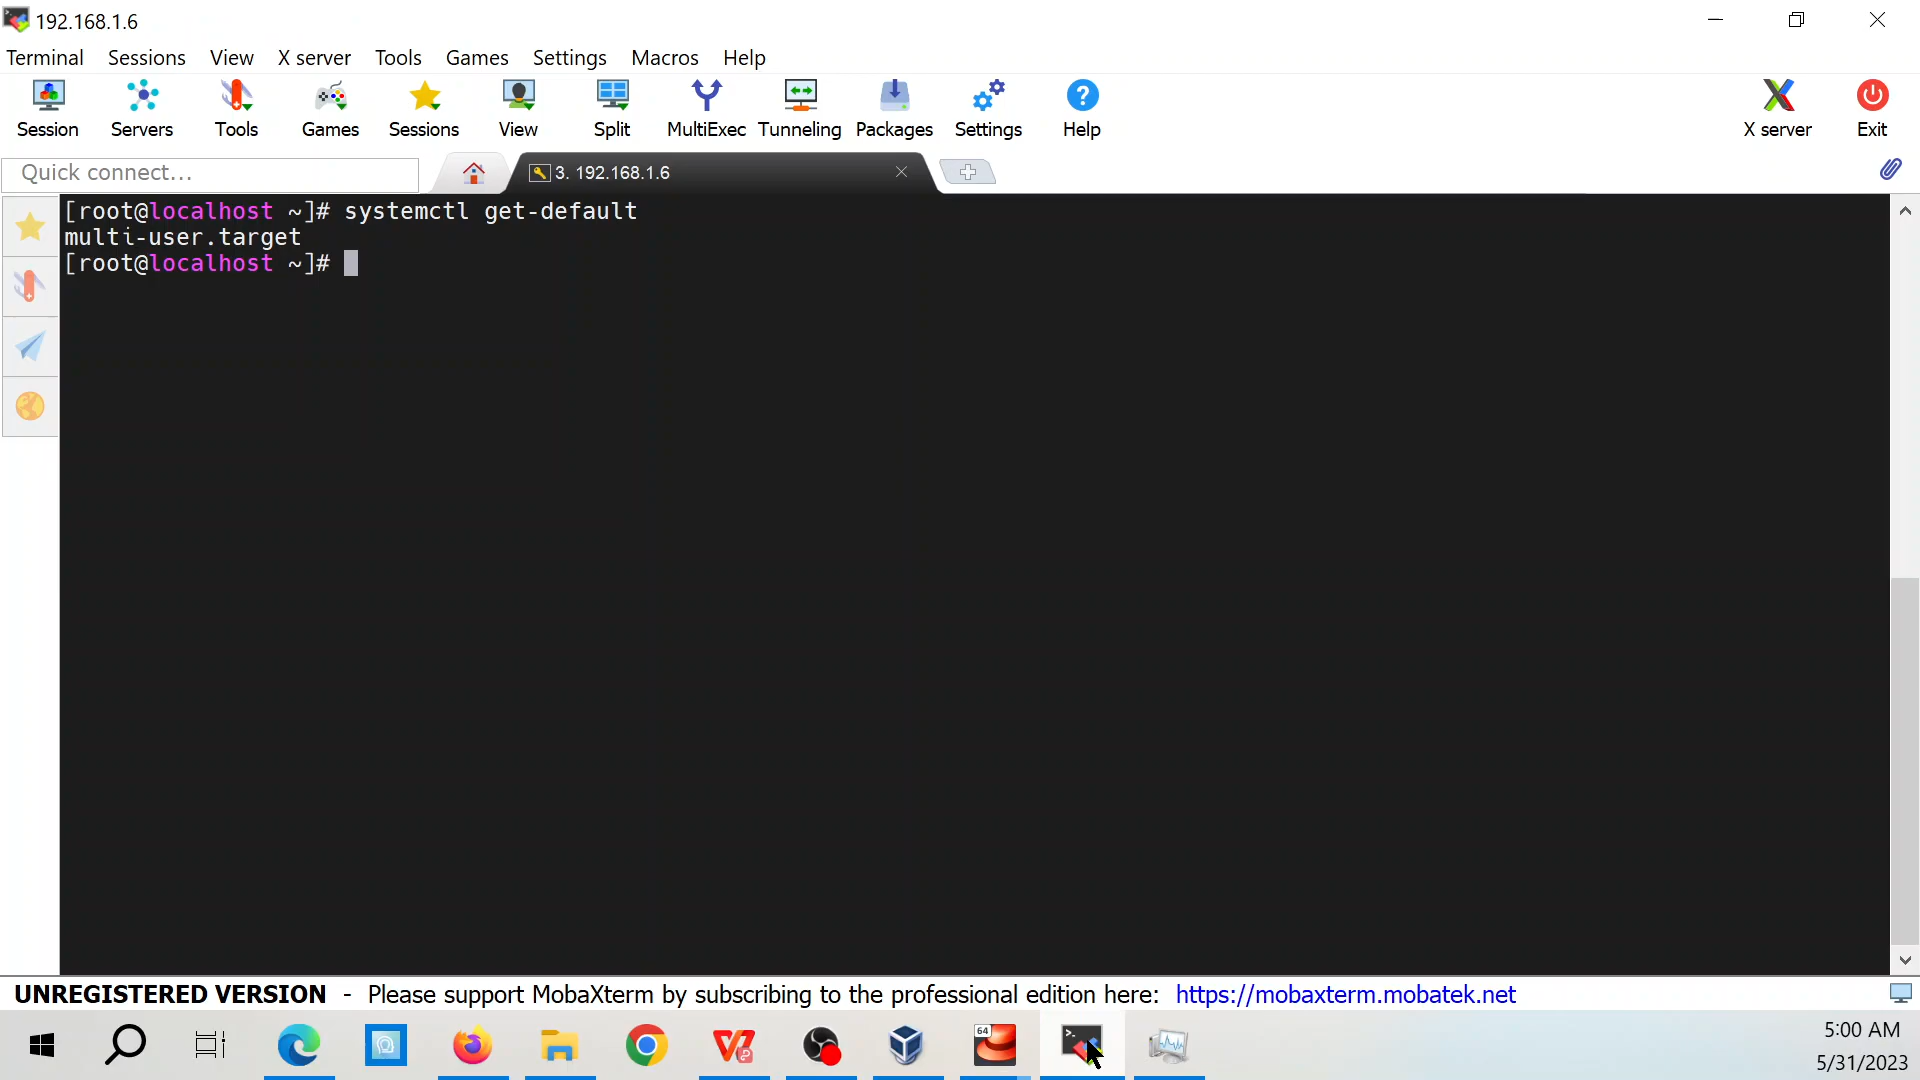 192.168.1.6
Terminal Sessions View X server Tools Games Settings Macros Help
Session Servers Tools Games Sessions View Split MultiExec Tunneling Packages Settings Help X server Exit
Quick connect... 3. 192.168.1.6
[root@localhost ~]# systemctl get-default
multi-user.target
[root@localhost ~]#
UNREGISTERED VERSION - Please support MobaXterm by subscribing to the professional edition here: https://mobaxterm.mobatek.net
64
5:00 AM
5/31/2023